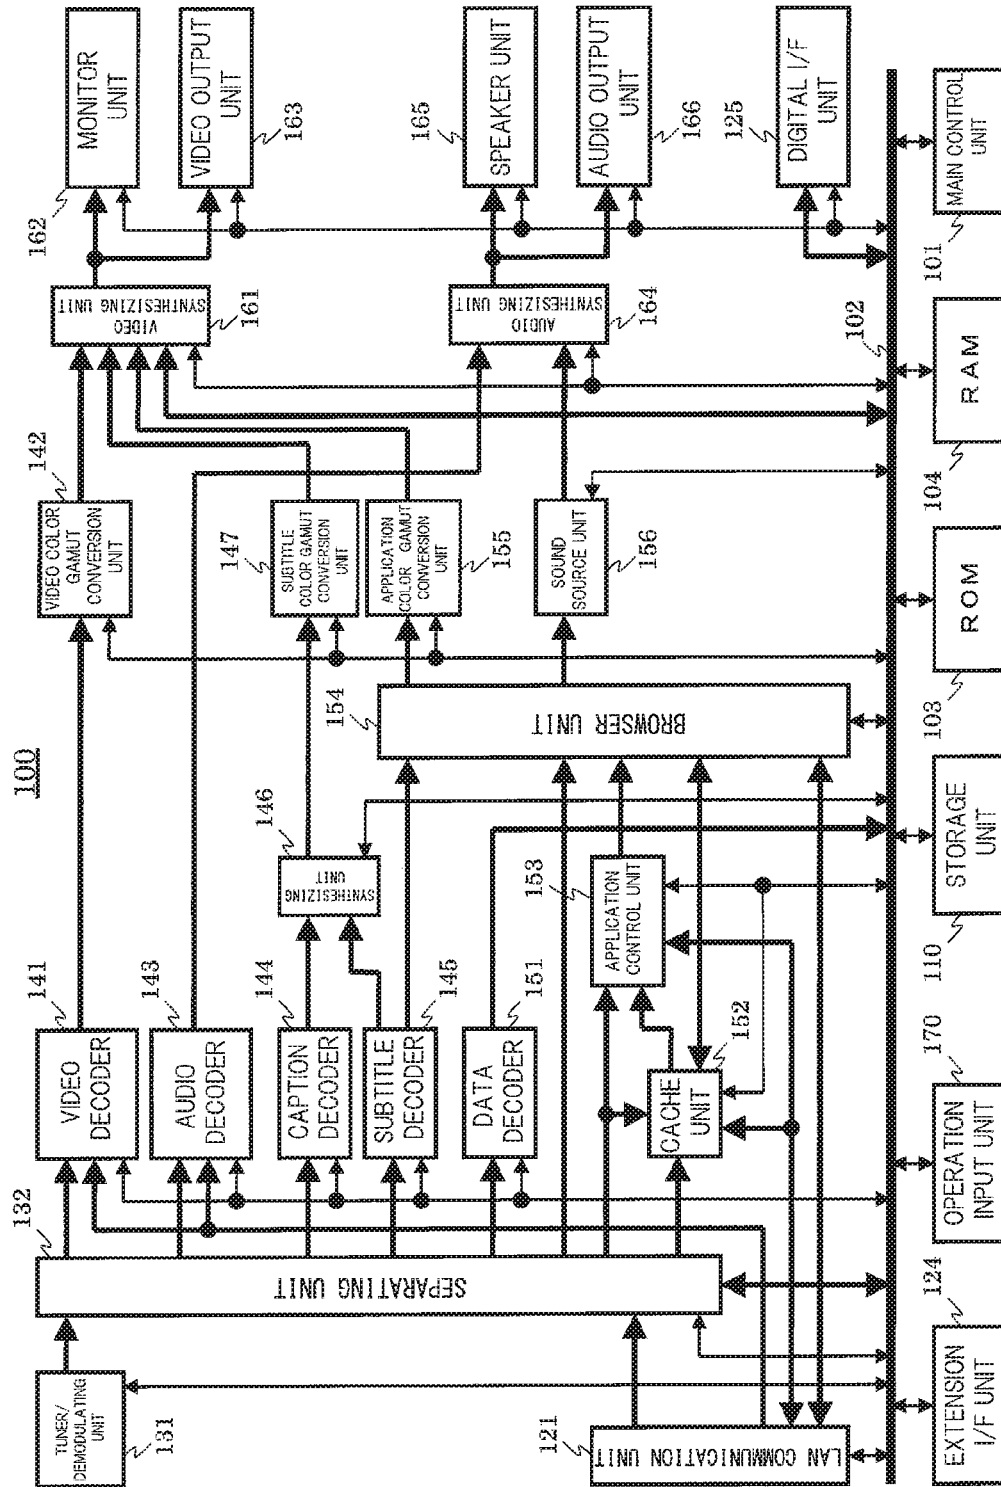 100
TUNER/
DEMODULATING
UNIT
131
LAN COMMUNICATION UNIT
121
SEPARATING UNIT
132
VIDEO
DECODER
141
AUDIO
DECODER
143
CAPTION
DECODER
144
SUBTITLE
DECODER
145
DATA
DECODER
151
CACHE
UNIT
152
APPLICATION
CONTROL UNIT
153
SYNTHESIZING
UNIT
146
BROWSER UNIT
154
VIDEO COLOR
GAMUT
CONVERSION
UNIT
142
SUBTITLE
COLOR GAMUT
CONVERSION
UNIT
147
APPLICATION
COLOR GAMUT
CONVERSION
UNIT
155
SOUND
SOURCE UNIT
156
VIDEO
SYNTHESIZING UNIT
161
AUDIO
SYNTHESIZING UNIT
164
MONITOR
UNIT
162
VIDEO OUTPUT
UNIT
163
SPEAKER UNIT
165
AUDIO OUTPUT
UNIT
166
DIGITAL I/F
UNIT
125
102
EXTENSION
I/F UNIT
124
OPERATION
INPUT UNIT
170
STORAGE
UNIT
110
ROM
103
RAM
104
MAIN CONTROL
UNIT
101